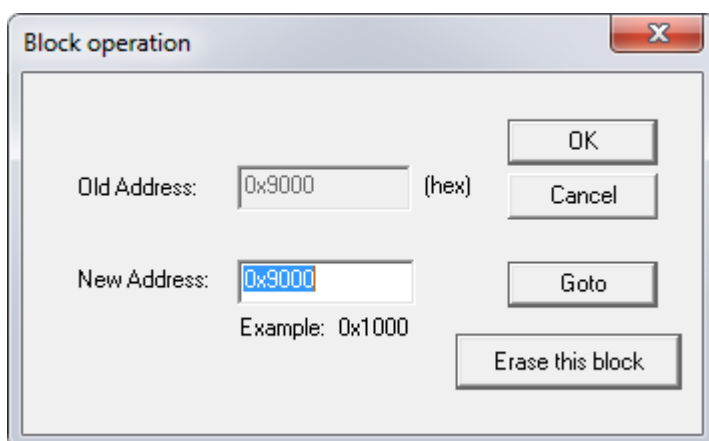 Block operation
OK
Old Address: 0x9000 (hex)
Cancel
New Address: 0x9000
Goto
Example: 0x1000
Erase this block